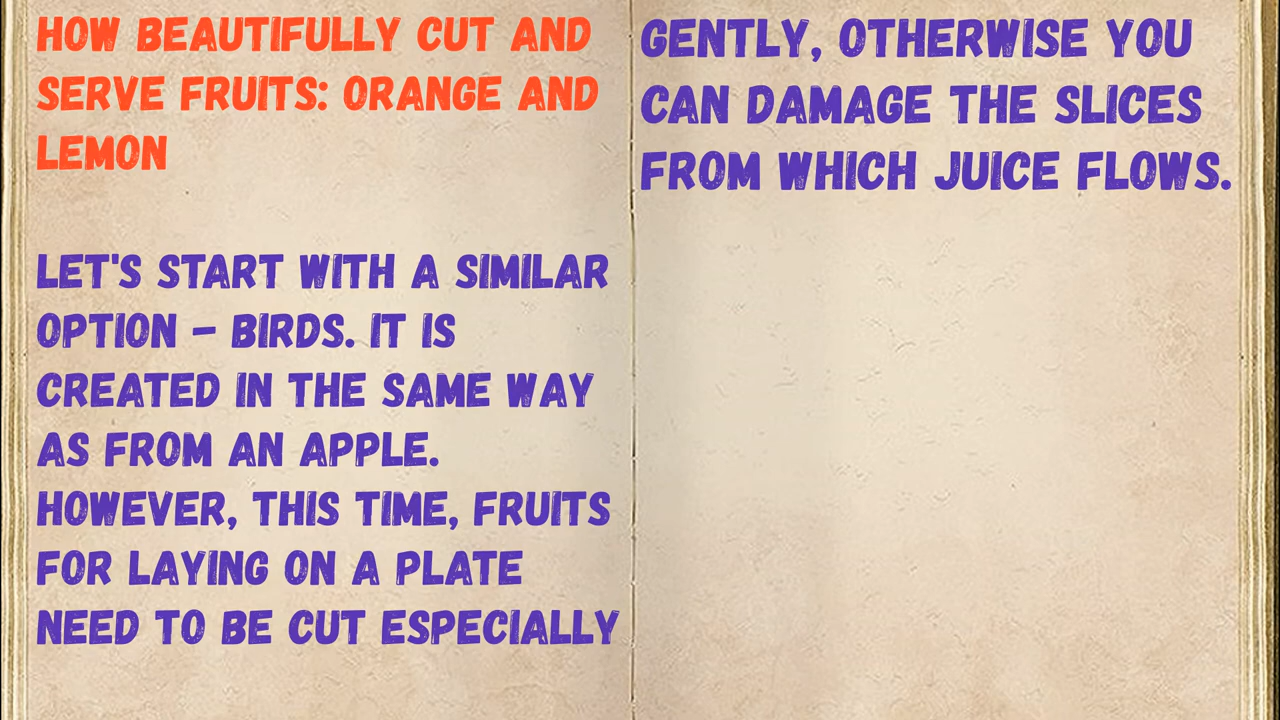 HOW BEAUTIFULLY CUT AND
SERVE FRUITS: ORANGE AND
LEMON
LET'S START WITH A SIMILAR
OPTION – BIRDS. IT IS
CREATED IN THE SAME WAY
AS FROM AN APPLE.
HOWEVER, THIS TIME, FRUITS
FOR LAYING ON A PLATE
NEED TO BE CUT ESPECIALLY
GENTLY, OTHERWISE YOU
CAN DAMAGE THE SLICES
FROM WHICH JUICE FLOWS.